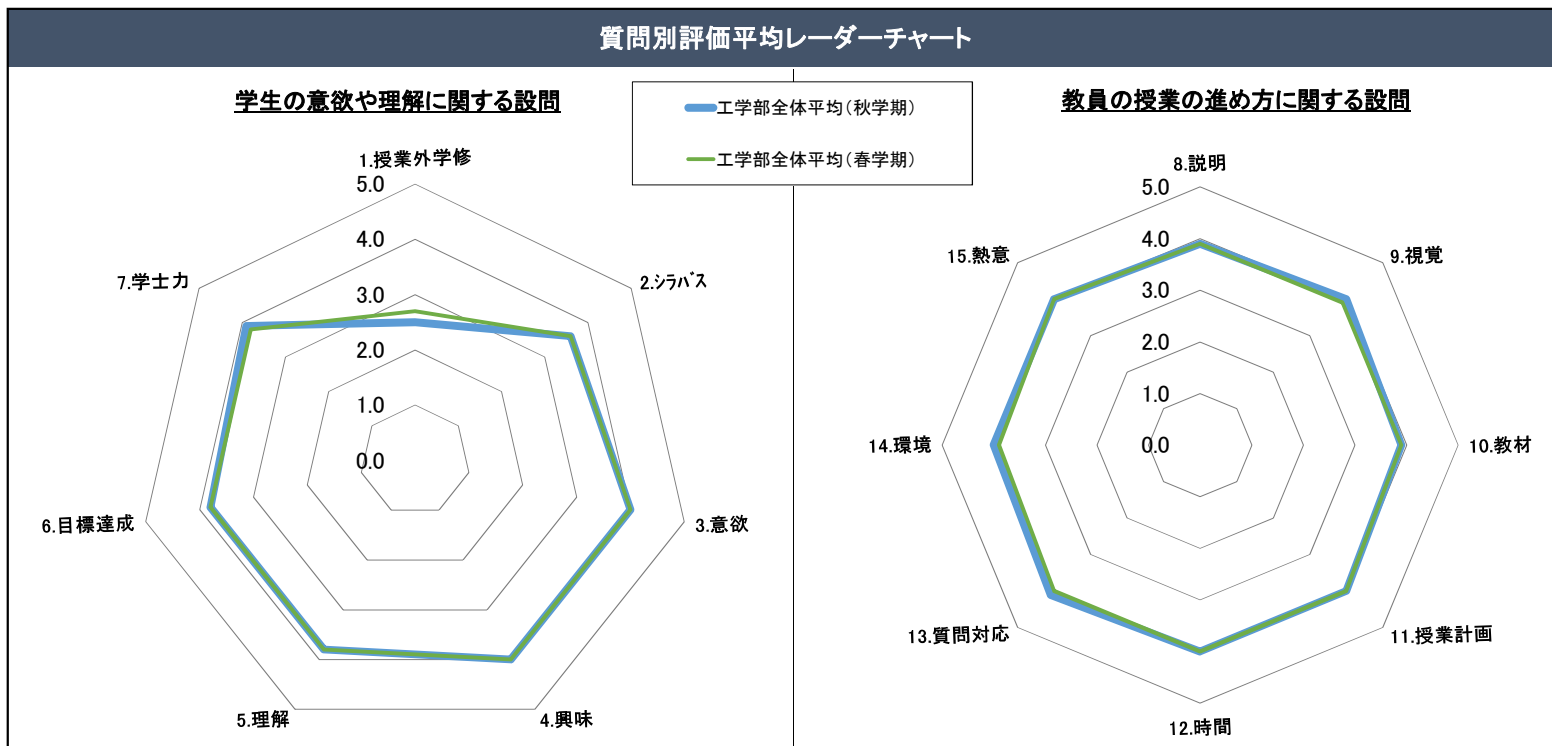 質問別評価平均レーダーチャート
学生の意欲や理解に関する設問
工学部全体平均(秋学期)
工学部全体平均(春学期)
教員の授業の進め方に関する設問
1.授業外学修
5.0
4.0
3.0
2.0
1.0
0.0
2.シラバス
3.意欲
4.興味
5.理解
6.目標達成
7.学士力
8.説明
5.0
4.0
3.0
2.0
1.0
0.0
9.視覚
10.教材
11.授業計画
12.時間
13.質問対応
14.環境
15.熱意